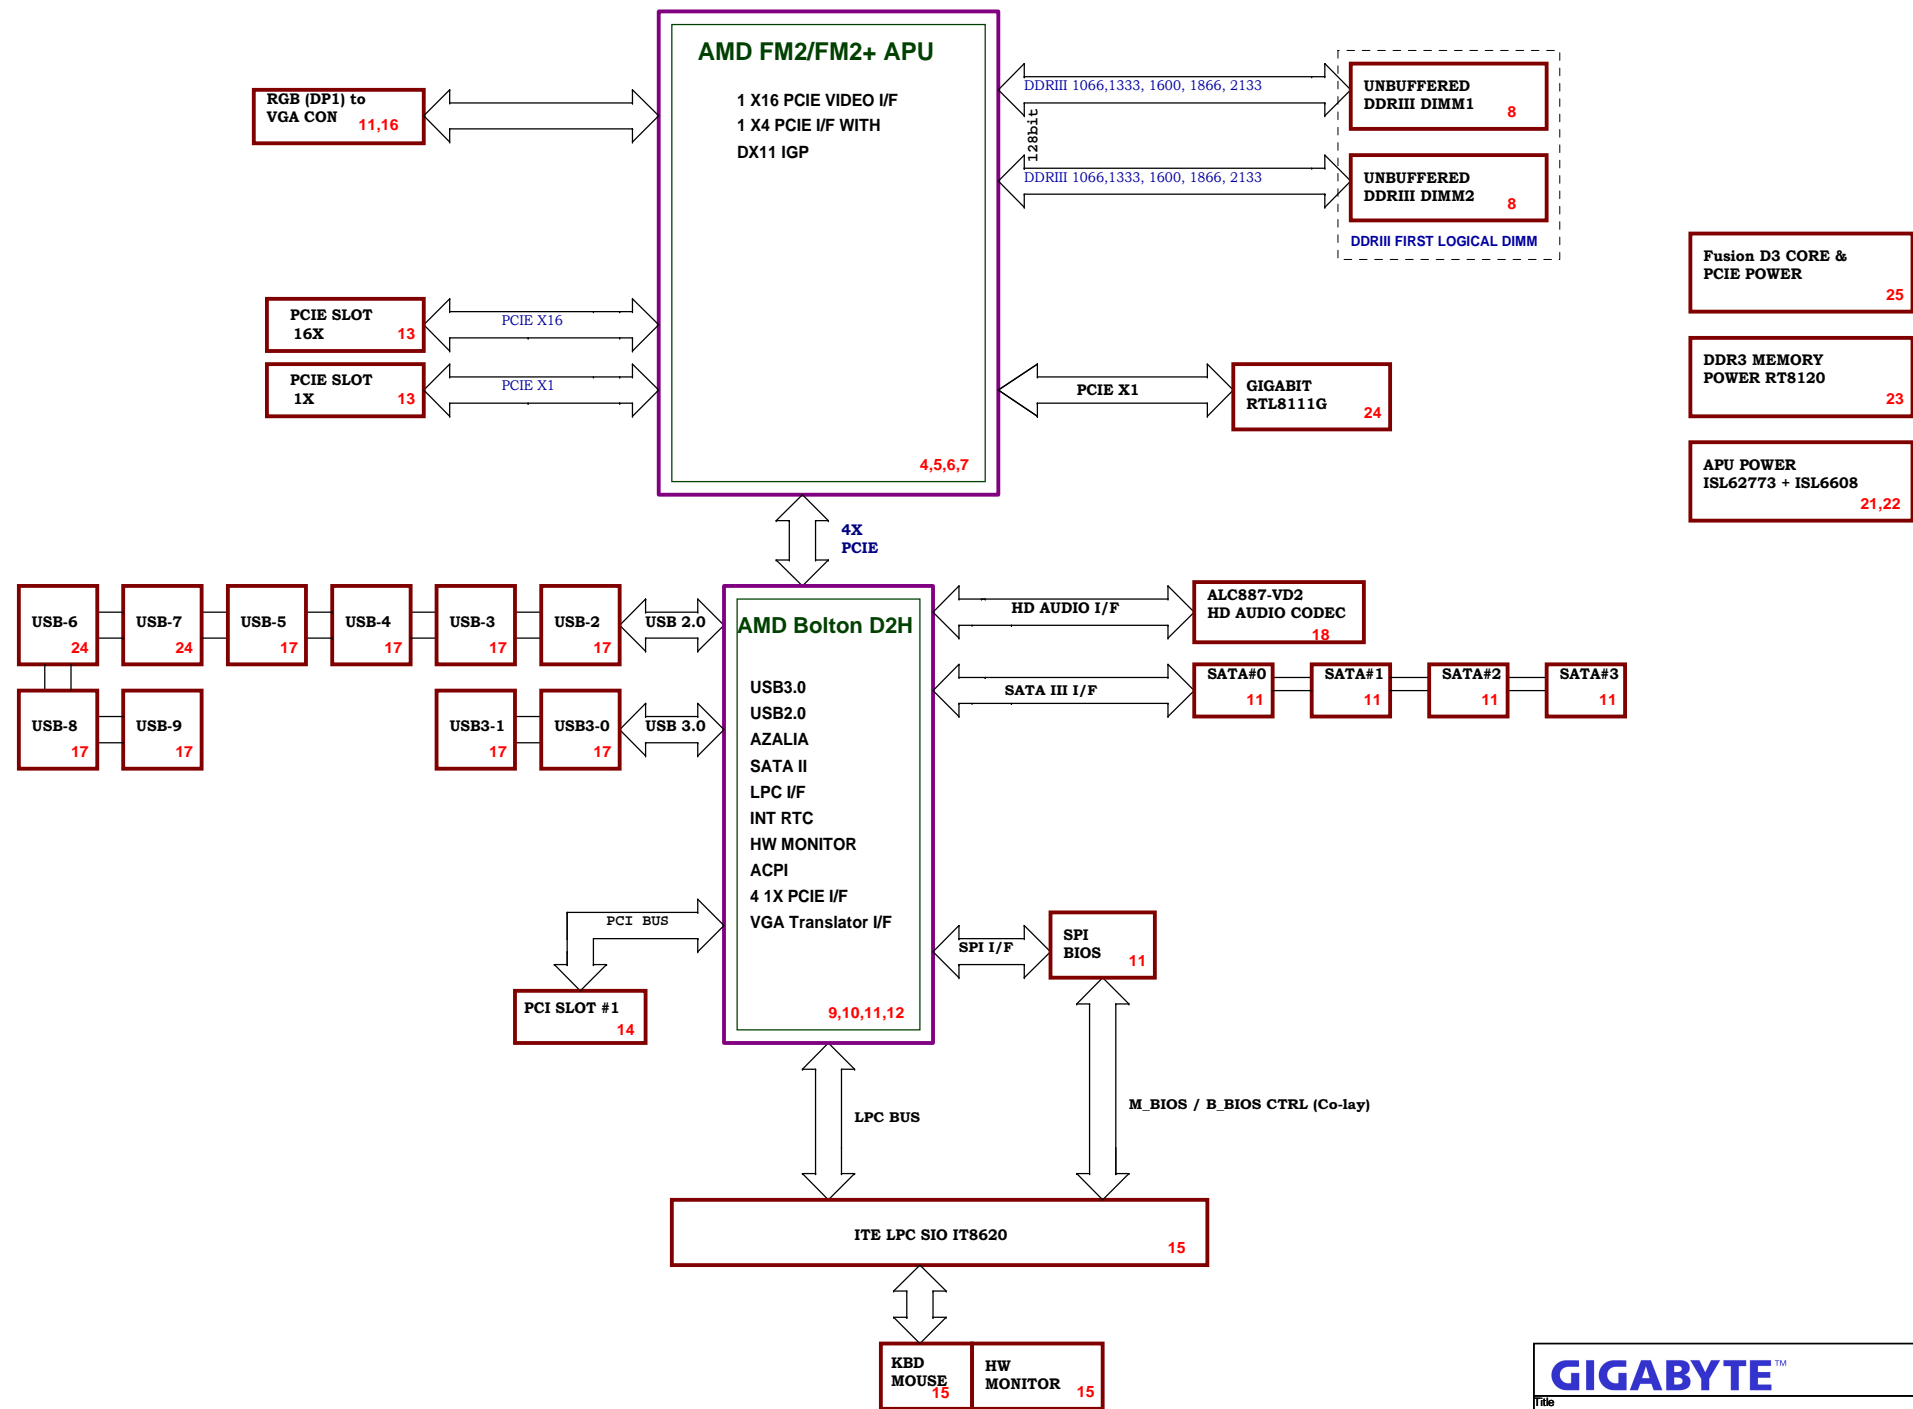 AMD FM2/FM2+ APU
1 X16 PCIE VIDEO I/F
1 X4 PCIE I/F WITH
DX11 IGP
4,5,6,7
RGB (DP1) to
VGA CON
11,16
DDRIII 1066,1333, 1600, 1866, 2133
128bit
DDRIII 1066,1333, 1600, 1866, 2133
UNBUFFERED
DDRIII DIMM1
8
UNBUFFERED
DDRIII DIMM2
8
DDRIII FIRST LOGICAL DIMM
Fusion D3 CORE &
PCIE POWER
25
DDR3 MEMORY
POWER RT8120
23
APU POWER
ISL62773 + ISL6608
21,22
PCIE SLOT
16X
13
PCIE X16
PCIE SLOT
1X
13
PCIE X1
PCIE X1
GIGABIT
RTL8111G
24
4X
PCIE
USB-6
24
USB-7
24
USB-5
17
USB-4
17
USB-3
17
USB-2
17
USB 2.0
USB-8
17
USB-9
17
USB3-1
17
USB3-0
17
USB 3.0
AMD Bolton D2H
USB3.0
USB2.0
AZALIA
SATA II
LPC I/F
INT RTC
HW MONITOR
ACPI
4 1X PCIE I/F
VGA Translator I/F
9,10,11,12
HD AUDIO I/F
ALC887-VD2
HD AUDIO CODEC
18
SATA III I/F
SATA#0
11
SATA#1
11
SATA#2
11
SATA#3
11
PCI BUS
PCI SLOT #1
14
SPI I/F
SPI
BIOS
11
LPC BUS
M_BIOS / B_BIOS CTRL (Co-lay)
ITE LPC SIO IT8620
15
KBD
MOUSE
15
HW
MONITOR
15
GIGABYTE™
Title